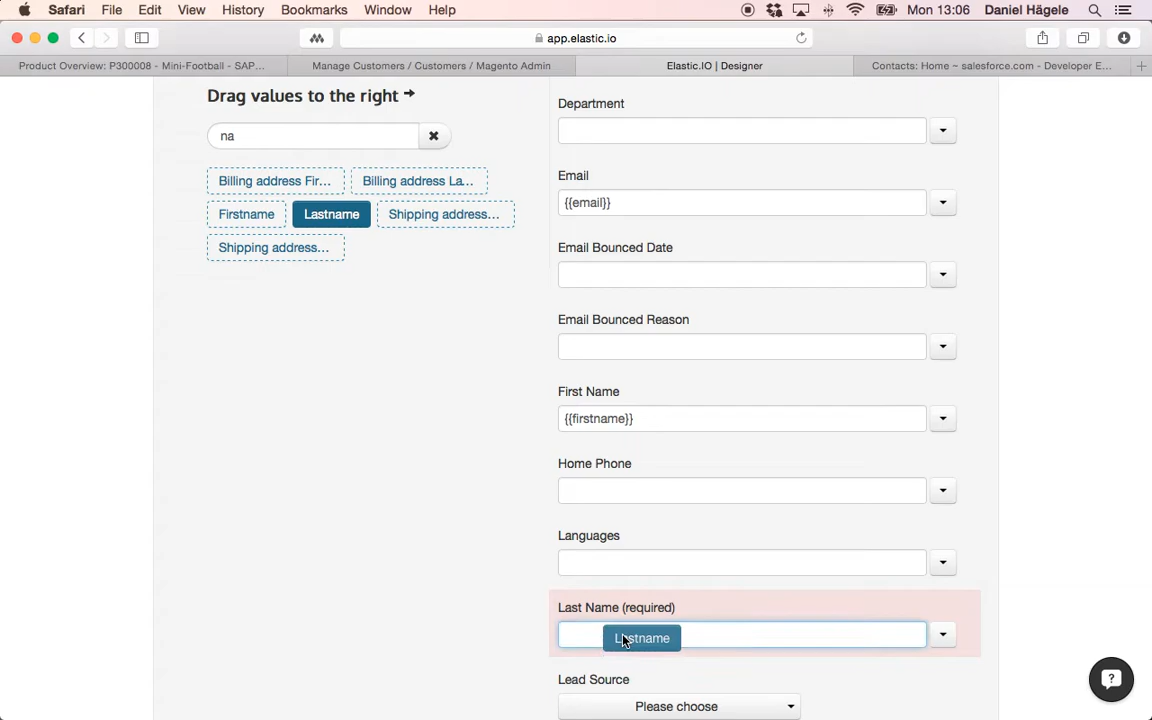 Safari File Edit View History Bookmarks Window Help Mon 13:06 Daniel Hägele
app.elastic.io
Product Overview: P300008 - Mini-Football - SAP... Manage Customers / Customers / Magento Admin Elastic.IO | Designer Contacts: Home ~ salesforce.com - Developer E...
Drag values to the right
na
Billing address Fir... Billing address La...
Firstname Lastname Shipping address...
Shipping address...
Department
Email
{{email}}
Email Bounced Date
Email Bounced Reason
First Name
{{firstname}}
Home Phone
Languages
Last Name (required)
Lastname
Lead Source
Please choose